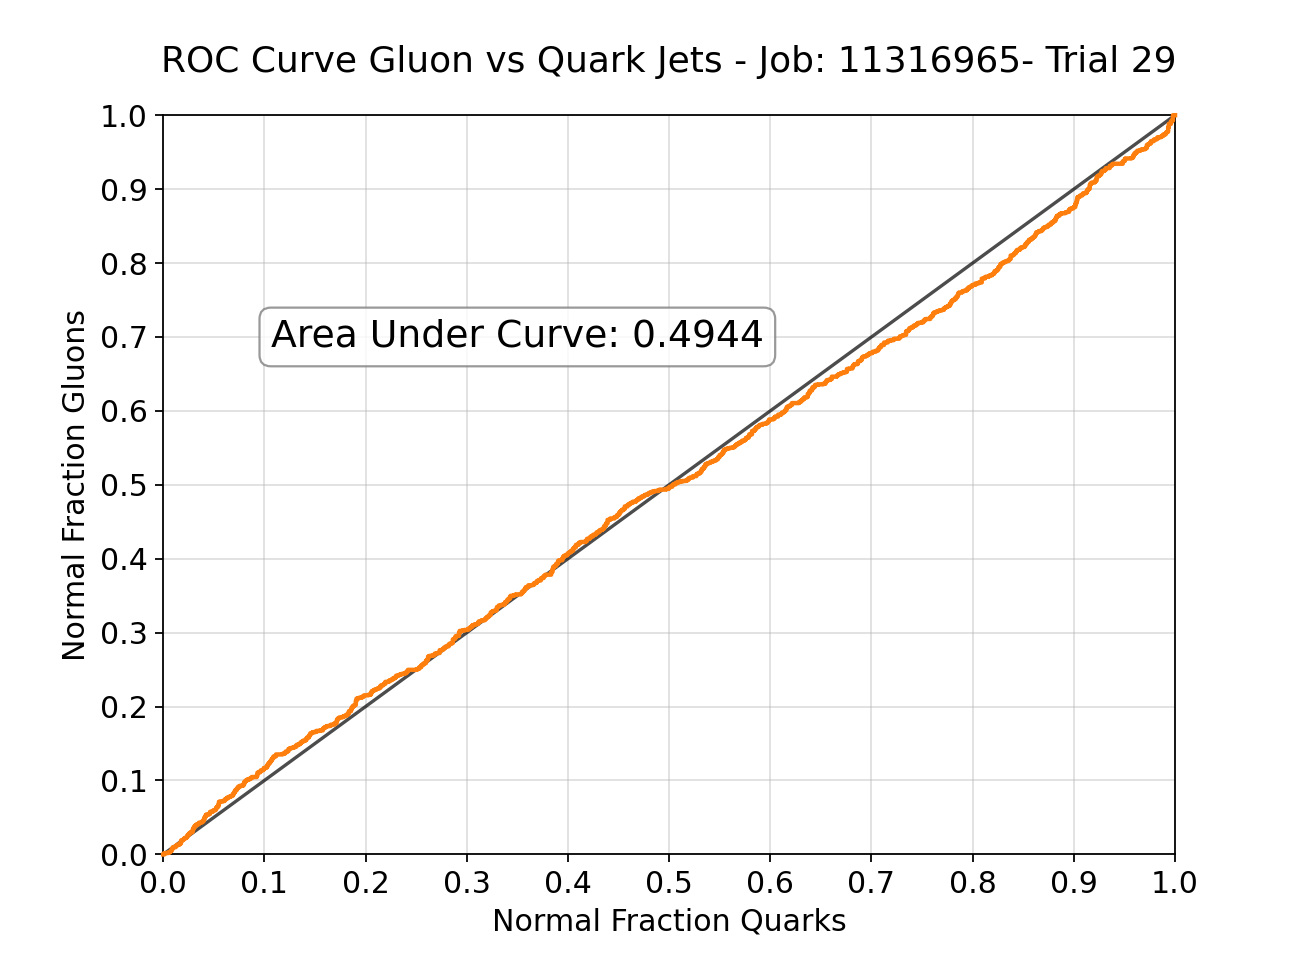 ROC Curve Gluon vs Quark Jets - Job: 11316965- Trial 29
1.0
0.9
0.8
0.7
0.6
0.5
0.4
0.3
0.2
0.1
0.0
Normal Fraction Gluons
Area Under Curve: 0.4944
0.0 0.1 0.2 0.3 0.4 0.5 0.6 0.7 0.8 0.9 1.0
Normal Fraction Quarks